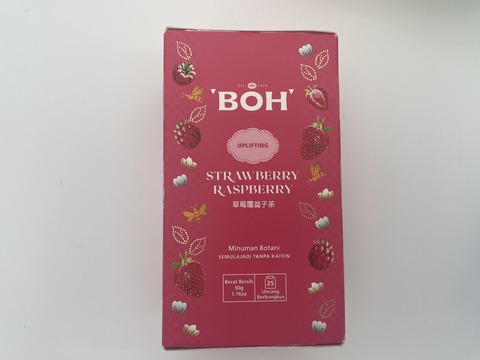 'BOH'
UPLIFTING
STRAWBERRY
RASPBERRY
草莓覆盆子茶
Minuman Botani
SEMULAJADI TANPA KAFEIN
Berat Bersih
50g
1.76oz
25
Uncang
Berbungkus